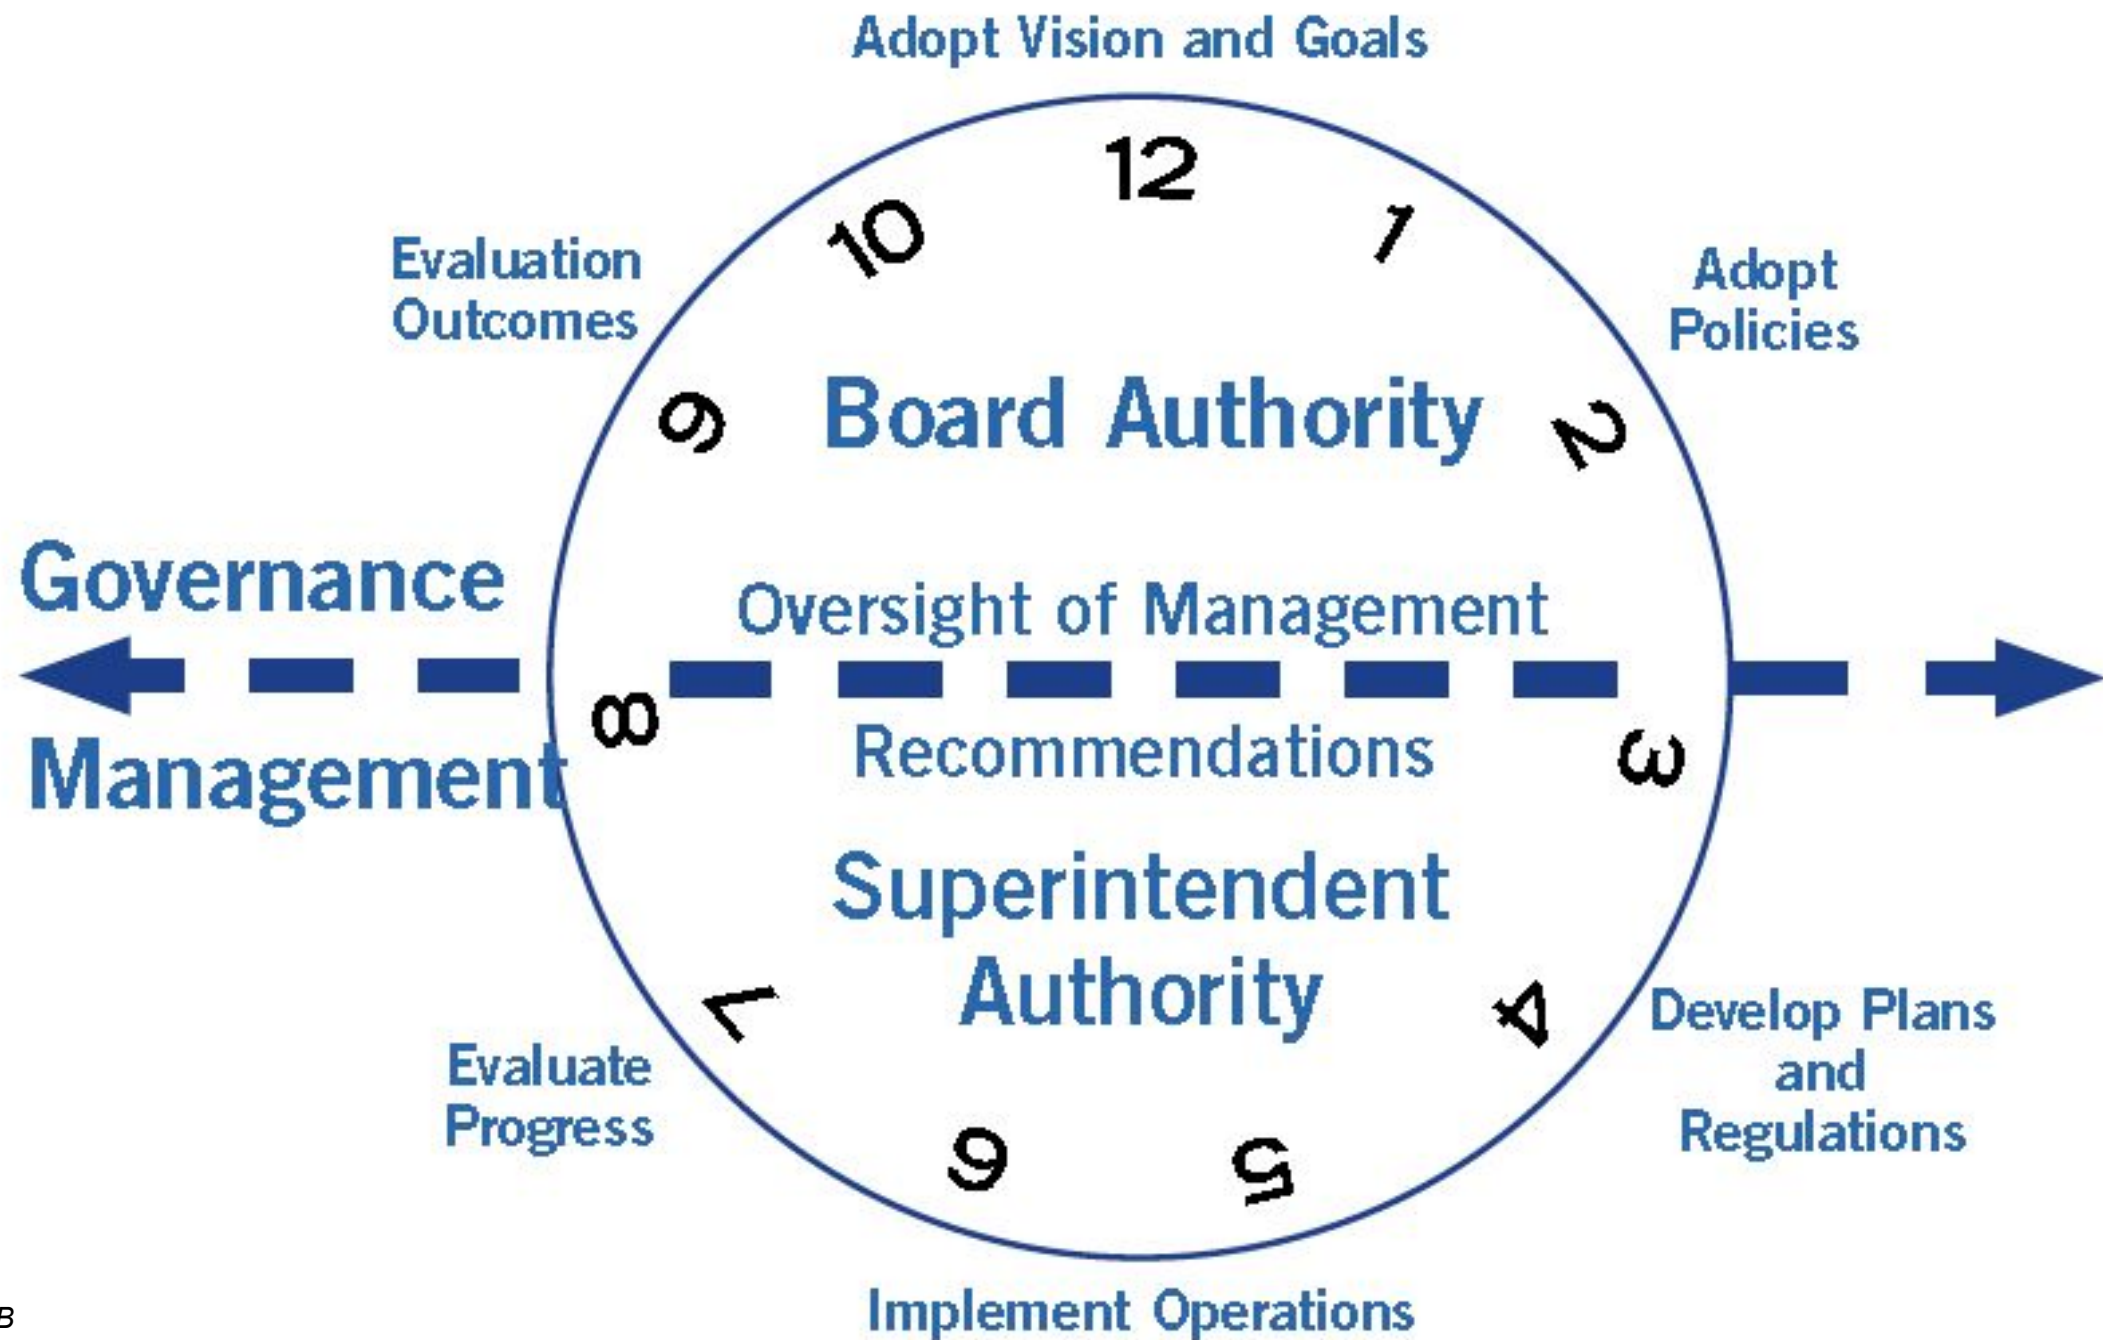 Adopt Vision and Goals
12
10
1
Evaluation
Outcomes
Adopt
Policies
9
Board Authority
2
Governance
Oversight of Management
8
Management
Recommendations
3
Superintendent
Authority
7
4
Develop Plans
and
Regulations
Evaluate
Progress
6
5
Implement Operations
B